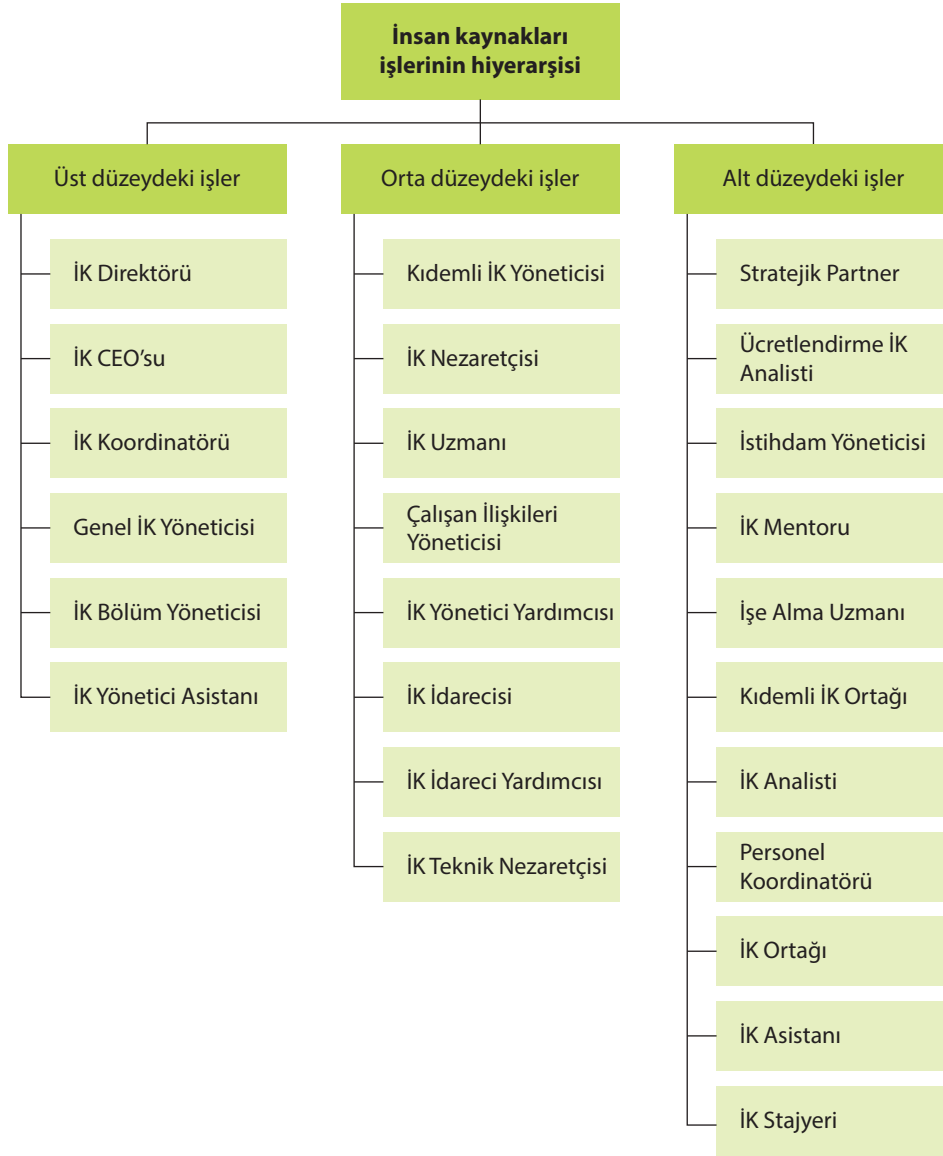 İnsan kaynakları
işlerinin hiyerarşisi
Üst düzeydeki işler
İK Direktörü
İK CEO'su
İK Koordinatörü
Genel İK Yöneticisi
İK Bölüm Yöneticisi
İK Yönetici Asistanı
Orta düzeydeki işler
Kıdemli İK Yöneticisi
İK Nezaretçisi
İK Uzmanı
Çalışan İlişkileri
Yöneticisi
İK Yönetici Yardımcısı
İK İdarecisi
İK İdareci Yardımcısı
İK Teknik Nezaretçisi
Alt düzeydeki işler
Stratejik Partner
Ücretlendirme İK
Analisti
İstihdam Yöneticisi
İK Mentoru
İşe Alma Uzmanı
Kıdemli İK Ortağı
İK Analisti
Personel
Koordinatörü
İK Ortağı
İK Asistanı
İK Stajyeri